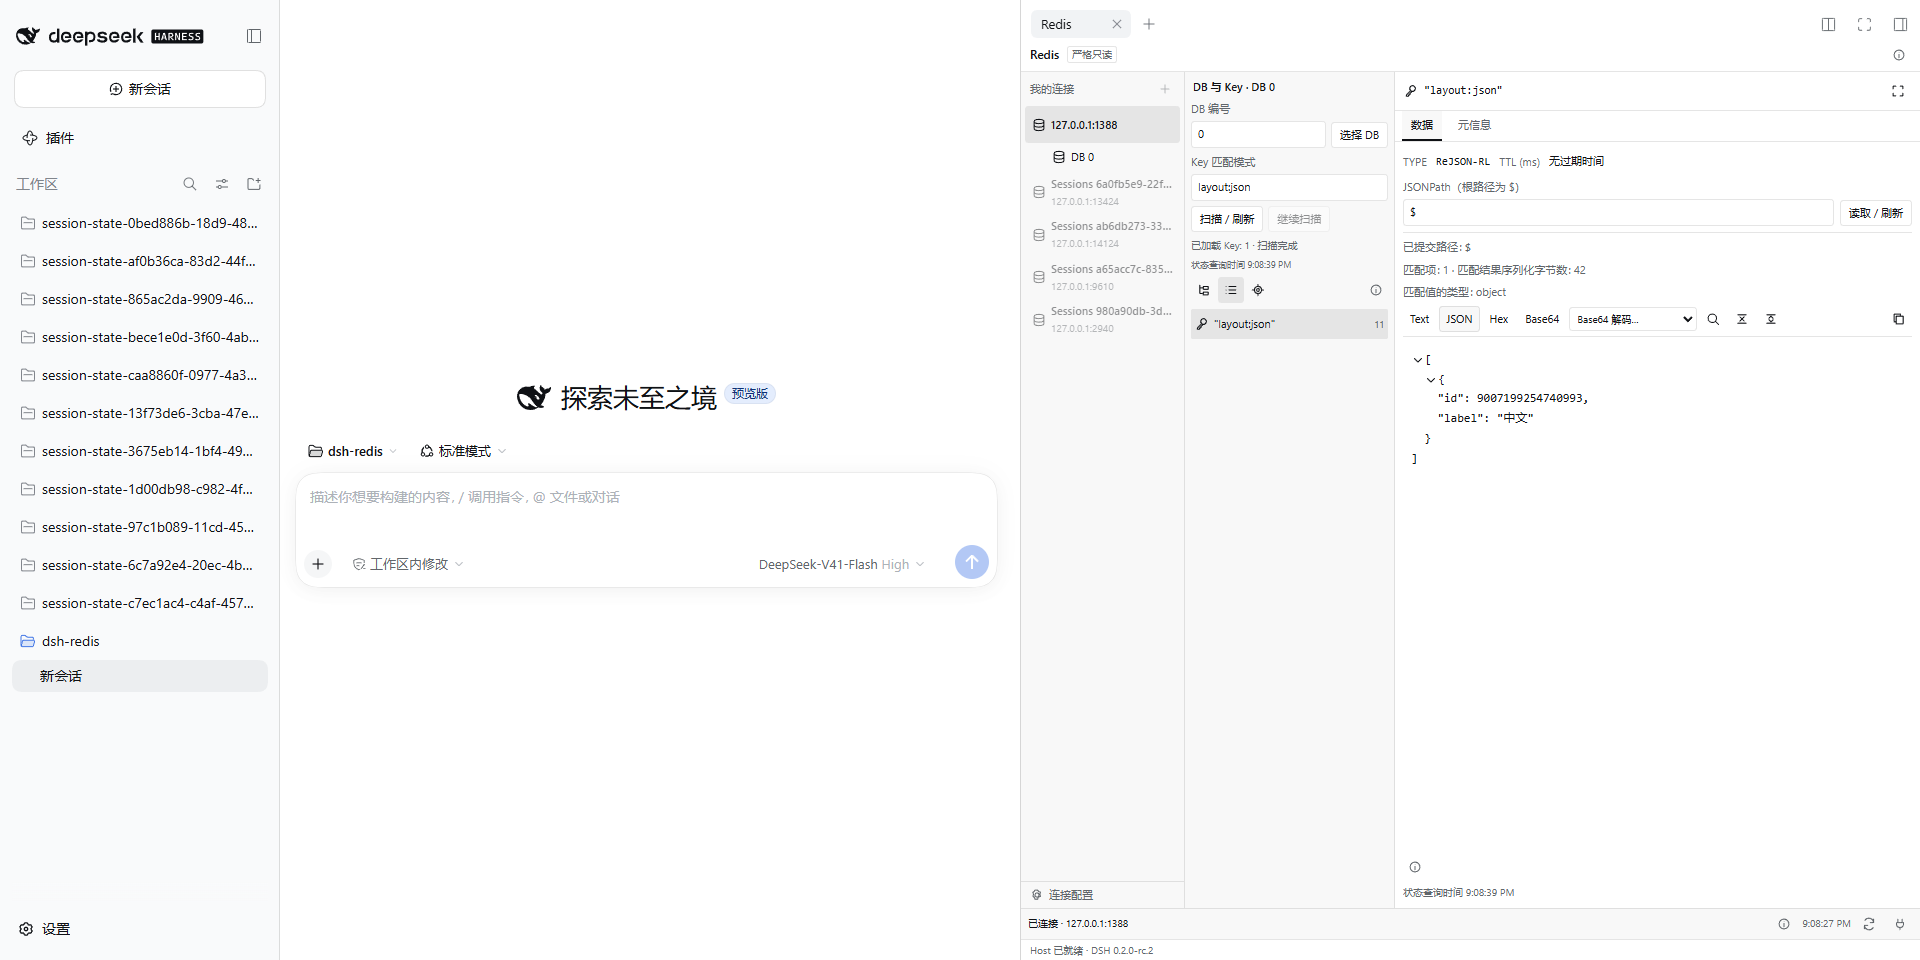 deepseek HARNESS
新会话
插件
工作区
session-state-0bed886b-18d9-48...
session-state-af0b36ca-83d2-44f...
session-state-865ac2da-9909-46...
session-state-bece1e0d-3f60-4ab...
session-state-caa8860f-0977-4a3...
session-state-13f73de6-3cba-47e...
session-state-3675eb14-1bf4-49...
session-state-1d00db98-c982-4f...
session-state-97c1b089-11cd-45...
session-state-6c7a92e4-20ec-4b...
session-state-c7ec1ac4-c4af-457...
dsh-redis
新会话
设置
探索未至之境 预览版
dsh-redis 标准模式
描述你想要构建的内容, / 调用指令, @ 文件或对话
工作区内修改 DeepSeek-V41-Flash High
Redis
Redis 严格只读
我的连接
127.0.0.1:1388
DB 0
Sessions 6a0fb5e9-22f...
127.0.0.1:13424
Sessions ab6db273-33...
127.0.0.1:14124
Sessions a65acc7c-835...
127.0.0.1:9610
Sessions 980a90db-3d...
127.0.0.1:2940
连接配置
DB 与 Key · DB 0
DB 编号
0 选择 DB
Key 匹配模式
layout:json
扫描 / 刷新 继续扫描
已加载 Key: 1 · 扫描完成
状态查询时间 9:08:39 PM
"layout:json" 11
"layout:json"
数据 元信息
TYPE ReJSON-RL TTL (ms) 无过期时间
JSONPath (根路径为 $)
$ 读取 / 刷新
已提交路径: $
匹配项: 1 · 匹配结果序列化字节数: 42
匹配值的类型: object
Text JSON Hex Base64 Base64 解码...
[
{
"id": 9007199254740993,
"label": "中文"
}
]
状态查询时间 9:08:39 PM
已连接 · 127.0.0.1:1388 9:08:27 PM
Host 已就绪 · DSH 0.2.0-rc.2